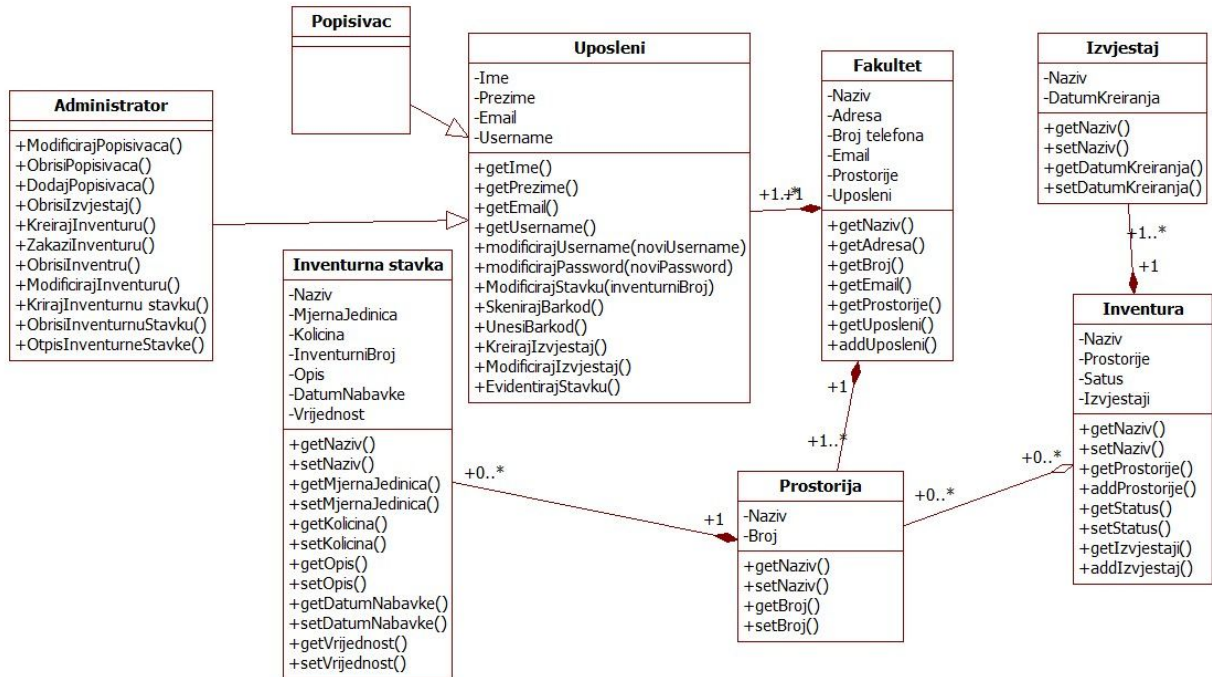 Popisivac
Administrator
+ModificirajPopisivaca()
+ObrisiPopisivaca()
+DodajPopisivaca()
+ObrisiIzvjestaj()
+KreirajInventuru()
+ZakaziInventuru()
+ObrisiInventru()
+ModificirajInventuru()
+KrirajInventurnu stavku()
+ObrisiInventurnuStavku()
+OtpisInventurneStavke()
Uposleni
-Ime
-Prezime
-Email
-Username
+getIme()
+getPrezime()
+getEmail()
+getUsername()
+modificirajUsername(noviUsername)
+modificirajPassword(noviPassword)
+ModificirajStavku(inventurniBroj)
+SkenirajBarkod()
+UnesiBarkod()
+KreirajIzvjestaj()
+ModificirajIzvjestaj()
+EvidentirajStavku()
+1..*
+1
Fakultet
-Naziv
-Adresa
-Broj telefona
-Email
-Prostorije
-Uposleni
+getNaziv()
+getAdresa()
+getBroj()
+getEmail()
+getProstorije()
+getUposleni()
+addUposleni()
+1
+1..*
Izvjestaj
-Naziv
-DatumKreiranja
+getNaziv()
+setNaziv()
+getDatumKreiranja()
+setDatumKreiranja()
+1..*
+1
Inventura
-Naziv
-Prostorije
-Satus
-Izvjestaji
+getNaziv()
+setNaziv()
+getProstorije()
+addProstorije()
+getStatus()
+setStatus()
+getIzvjestaji()
+addIzvjestaj()
+0..*
+0..*
Inventurna stavka
-Naziv
-MjernaJedinica
-Kolicina
-InventurniBroj
-Opis
-DatumNabavke
-Vrijednost
+getNaziv()
+setNaziv()
+getMjernaJedinica()
+setMjernaJedinica()
+getKolicina()
+setKolicina()
+getOpis()
+setOpis()
+getDatumNabavke()
+setDatumNabavke()
+getVrijednost()
+setVrijednost()
+0..*
+1
Prostorija
-Naziv
-Broj
+getNaziv()
+setNaziv()
+getBroj()
+setBroj()